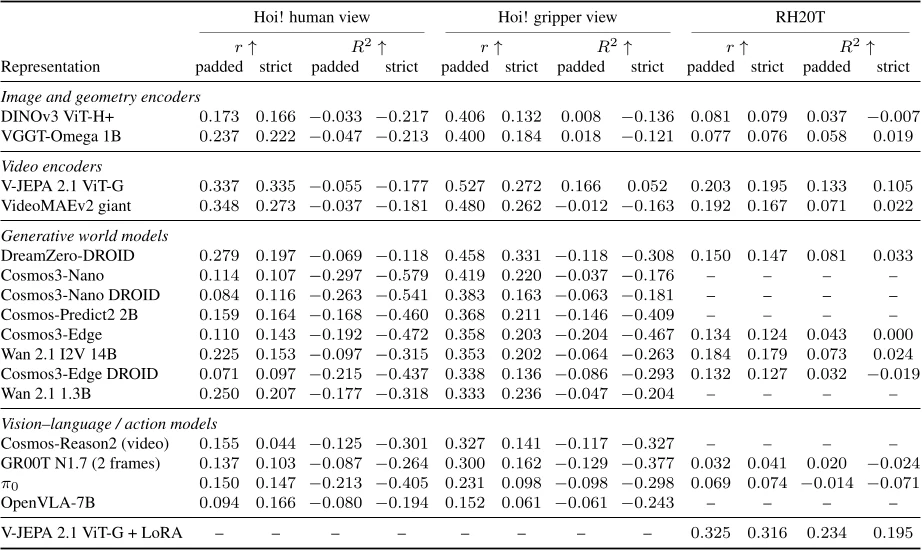 Hoi! human view Hoi! gripper view RH20T
r ↑ R² ↑ r ↑ R² ↑ r ↑ R² ↑
Representation padded strict padded strict padded strict padded strict padded strict padded strict
Image and geometry encoders
DINOv3 ViT-H+ 0.173 0.166 −0.033 −0.217 0.406 0.132 0.008 −0.136 0.081 0.079 0.037 −0.007
VGGT-Omega 1B 0.237 0.222 −0.047 −0.213 0.400 0.184 0.018 −0.121 0.077 0.076 0.058 0.019
Video encoders
V-JEPA 2.1 ViT-G 0.337 0.335 −0.055 −0.177 0.527 0.272 0.166 0.052 0.203 0.195 0.133 0.105
VideoMAEv2 giant 0.348 0.273 −0.037 −0.181 0.480 0.262 −0.012 −0.163 0.192 0.167 0.071 0.022
Generative world models
DreamZero-DROID 0.279 0.197 −0.069 −0.118 0.458 0.331 −0.118 −0.308 0.150 0.147 0.081 0.033
Cosmos3-Nano 0.114 0.107 −0.297 −0.579 0.419 0.220 −0.037 −0.176 – – – –
Cosmos3-Nano DROID 0.084 0.116 −0.263 −0.541 0.383 0.163 −0.063 −0.181 – – – –
Cosmos-Predict2 2B 0.159 0.164 −0.168 −0.460 0.368 0.211 −0.146 −0.409 – – – –
Cosmos3-Edge 0.110 0.143 −0.192 −0.472 0.358 0.203 −0.204 −0.467 0.134 0.124 0.043 0.000
Wan 2.1 I2V 14B 0.225 0.153 −0.097 −0.315 0.353 0.202 −0.064 −0.263 0.184 0.179 0.073 0.024
Cosmos3-Edge DROID 0.071 0.097 −0.215 −0.437 0.338 0.136 −0.086 −0.293 0.132 0.127 0.032 −0.019
Wan 2.1 1.3B 0.250 0.207 −0.177 −0.318 0.333 0.236 −0.047 −0.204 – – – –
Vision–language / action models
Cosmos-Reason2 (video) 0.155 0.044 −0.125 −0.301 0.327 0.141 −0.117 −0.327 – – – –
GR00T N1.7 (2 frames) 0.137 0.103 −0.087 −0.264 0.300 0.162 −0.129 −0.377 0.032 0.041 0.020 −0.024
π₀ 0.150 0.147 −0.213 −0.405 0.231 0.098 −0.098 −0.298 0.069 0.074 −0.014 −0.071
OpenVLA-7B 0.094 0.166 −0.080 −0.194 0.152 0.061 −0.061 −0.243 – – – –
V-JEPA 2.1 ViT-G + LoRA – – – – – – – – 0.325 0.316 0.234 0.195